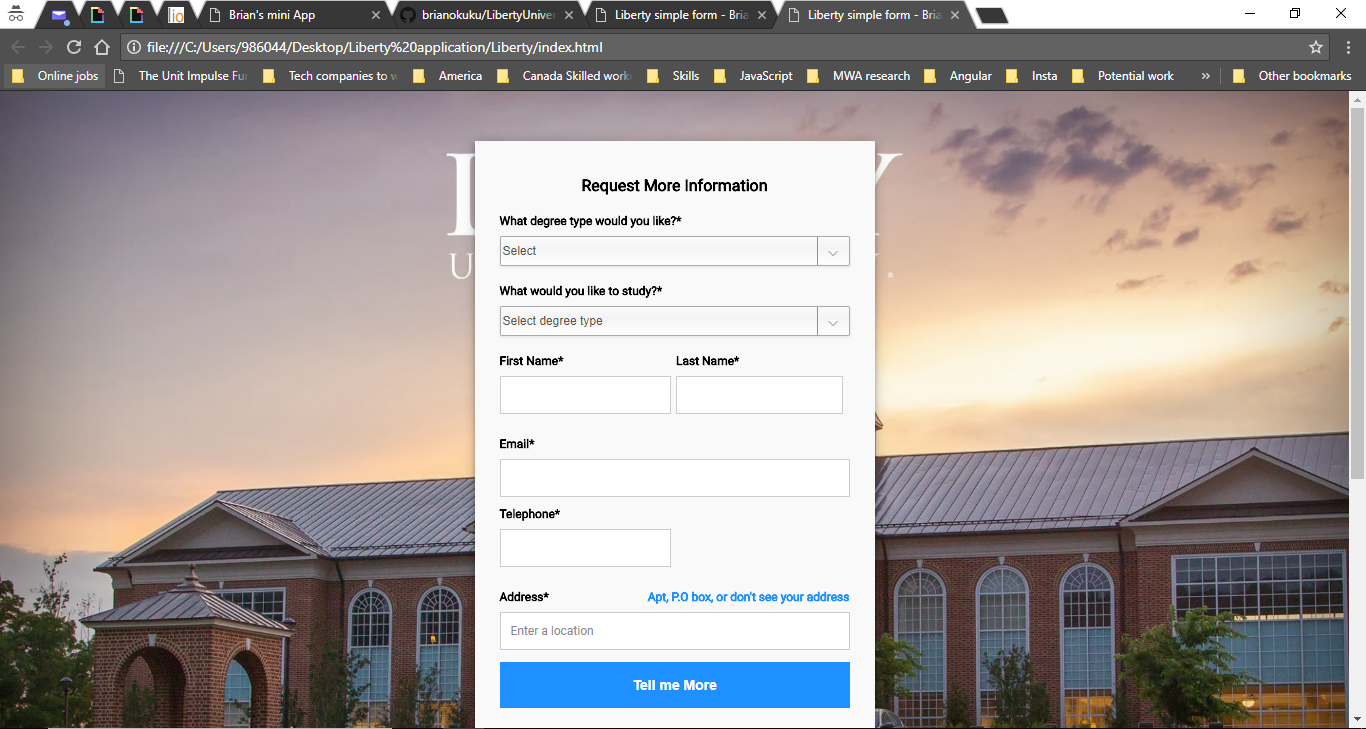 Brian's mini App
brianokuku/LibertyUniver
Liberty simple form - Bria
Liberty simple form - Bria
file:///C:/Users/986044/Desktop/Liberty%20application/Liberty/index.html
Online jobs
The Unit Impulse Fun
Tech companies to w
America
Canada Skilled work
Skills
JavaScript
MWA research
Angular
Insta
Potential work
»
Other bookmarks
Request More Information
What degree type would you like?*
Select
What would you like to study?*
Select degree type
First Name* Last Name*
Email*
Telephone*
Address* Apt, P.O box, or don't see your address
Enter a location
Tell me More